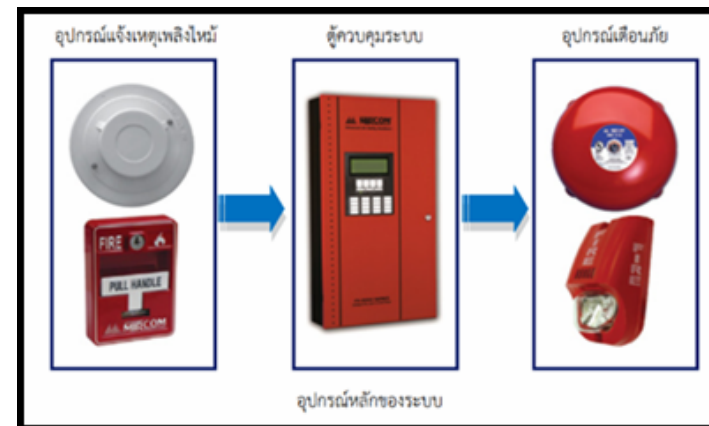 อุปกรณ์แจ้งเหตุเพลิงไหม้
ตู้ควบคุมระบบ
อุปกรณ์เตือนภัย
MIRCOM
FIRE
PULL HANDLE
MIRCOM
อุปกรณ์หลักของระบบ